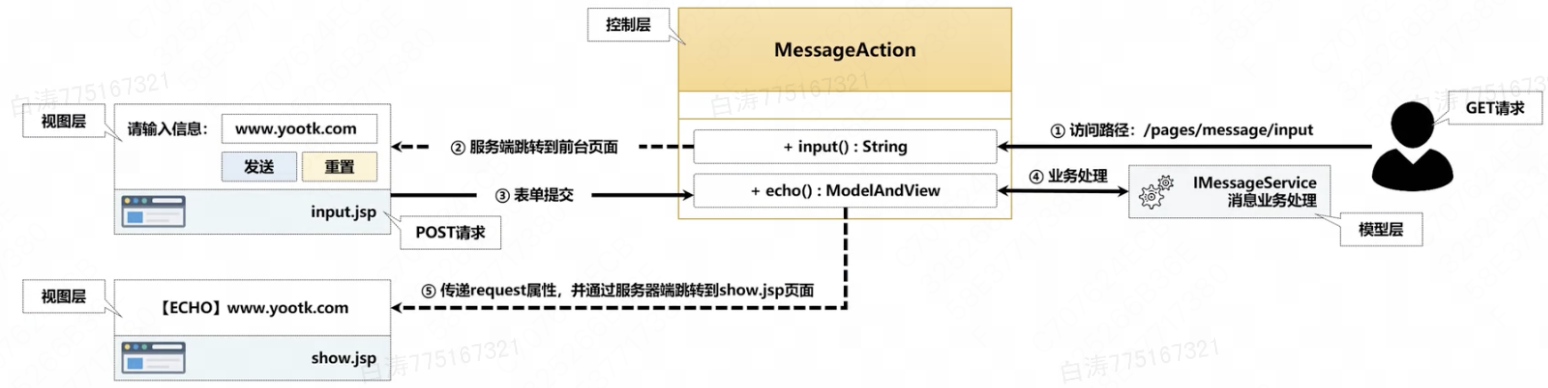 控制层
MessageAction
白涛775167321
白涛775167321
白涛775167321
视图层
请输入信息：
www.yootk.com
发送
重置
input.jsp
POST请求
② 服务端跳转到前台页面
+ input() : String
① 访问路径：/pages/message/input
GET请求
③ 表单提交
+ echo() : ModelAndView
④ 业务处理
IMessageService
消息业务处理
模型层
视图层
【ECHO】www.yootk.com
⑤ 传递request属性，并通过服务器端跳转到show.jsp页面
show.jsp
白涛775167321
白涛775167321